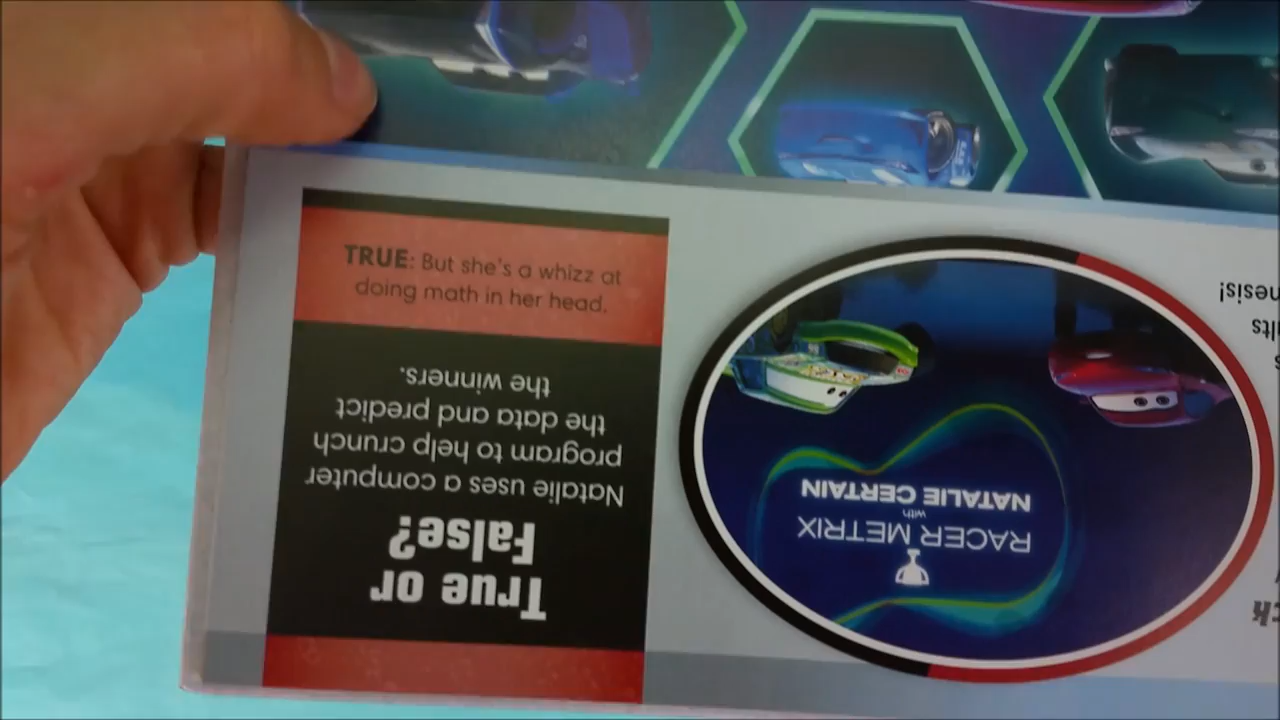 True or
False?
Natalie uses a computer
program to help crunch
the data and predict
the winners.
TRUE: But she's a whizz at
doing math in her head.
RACER METRIX
with
NATALIE CERTAIN